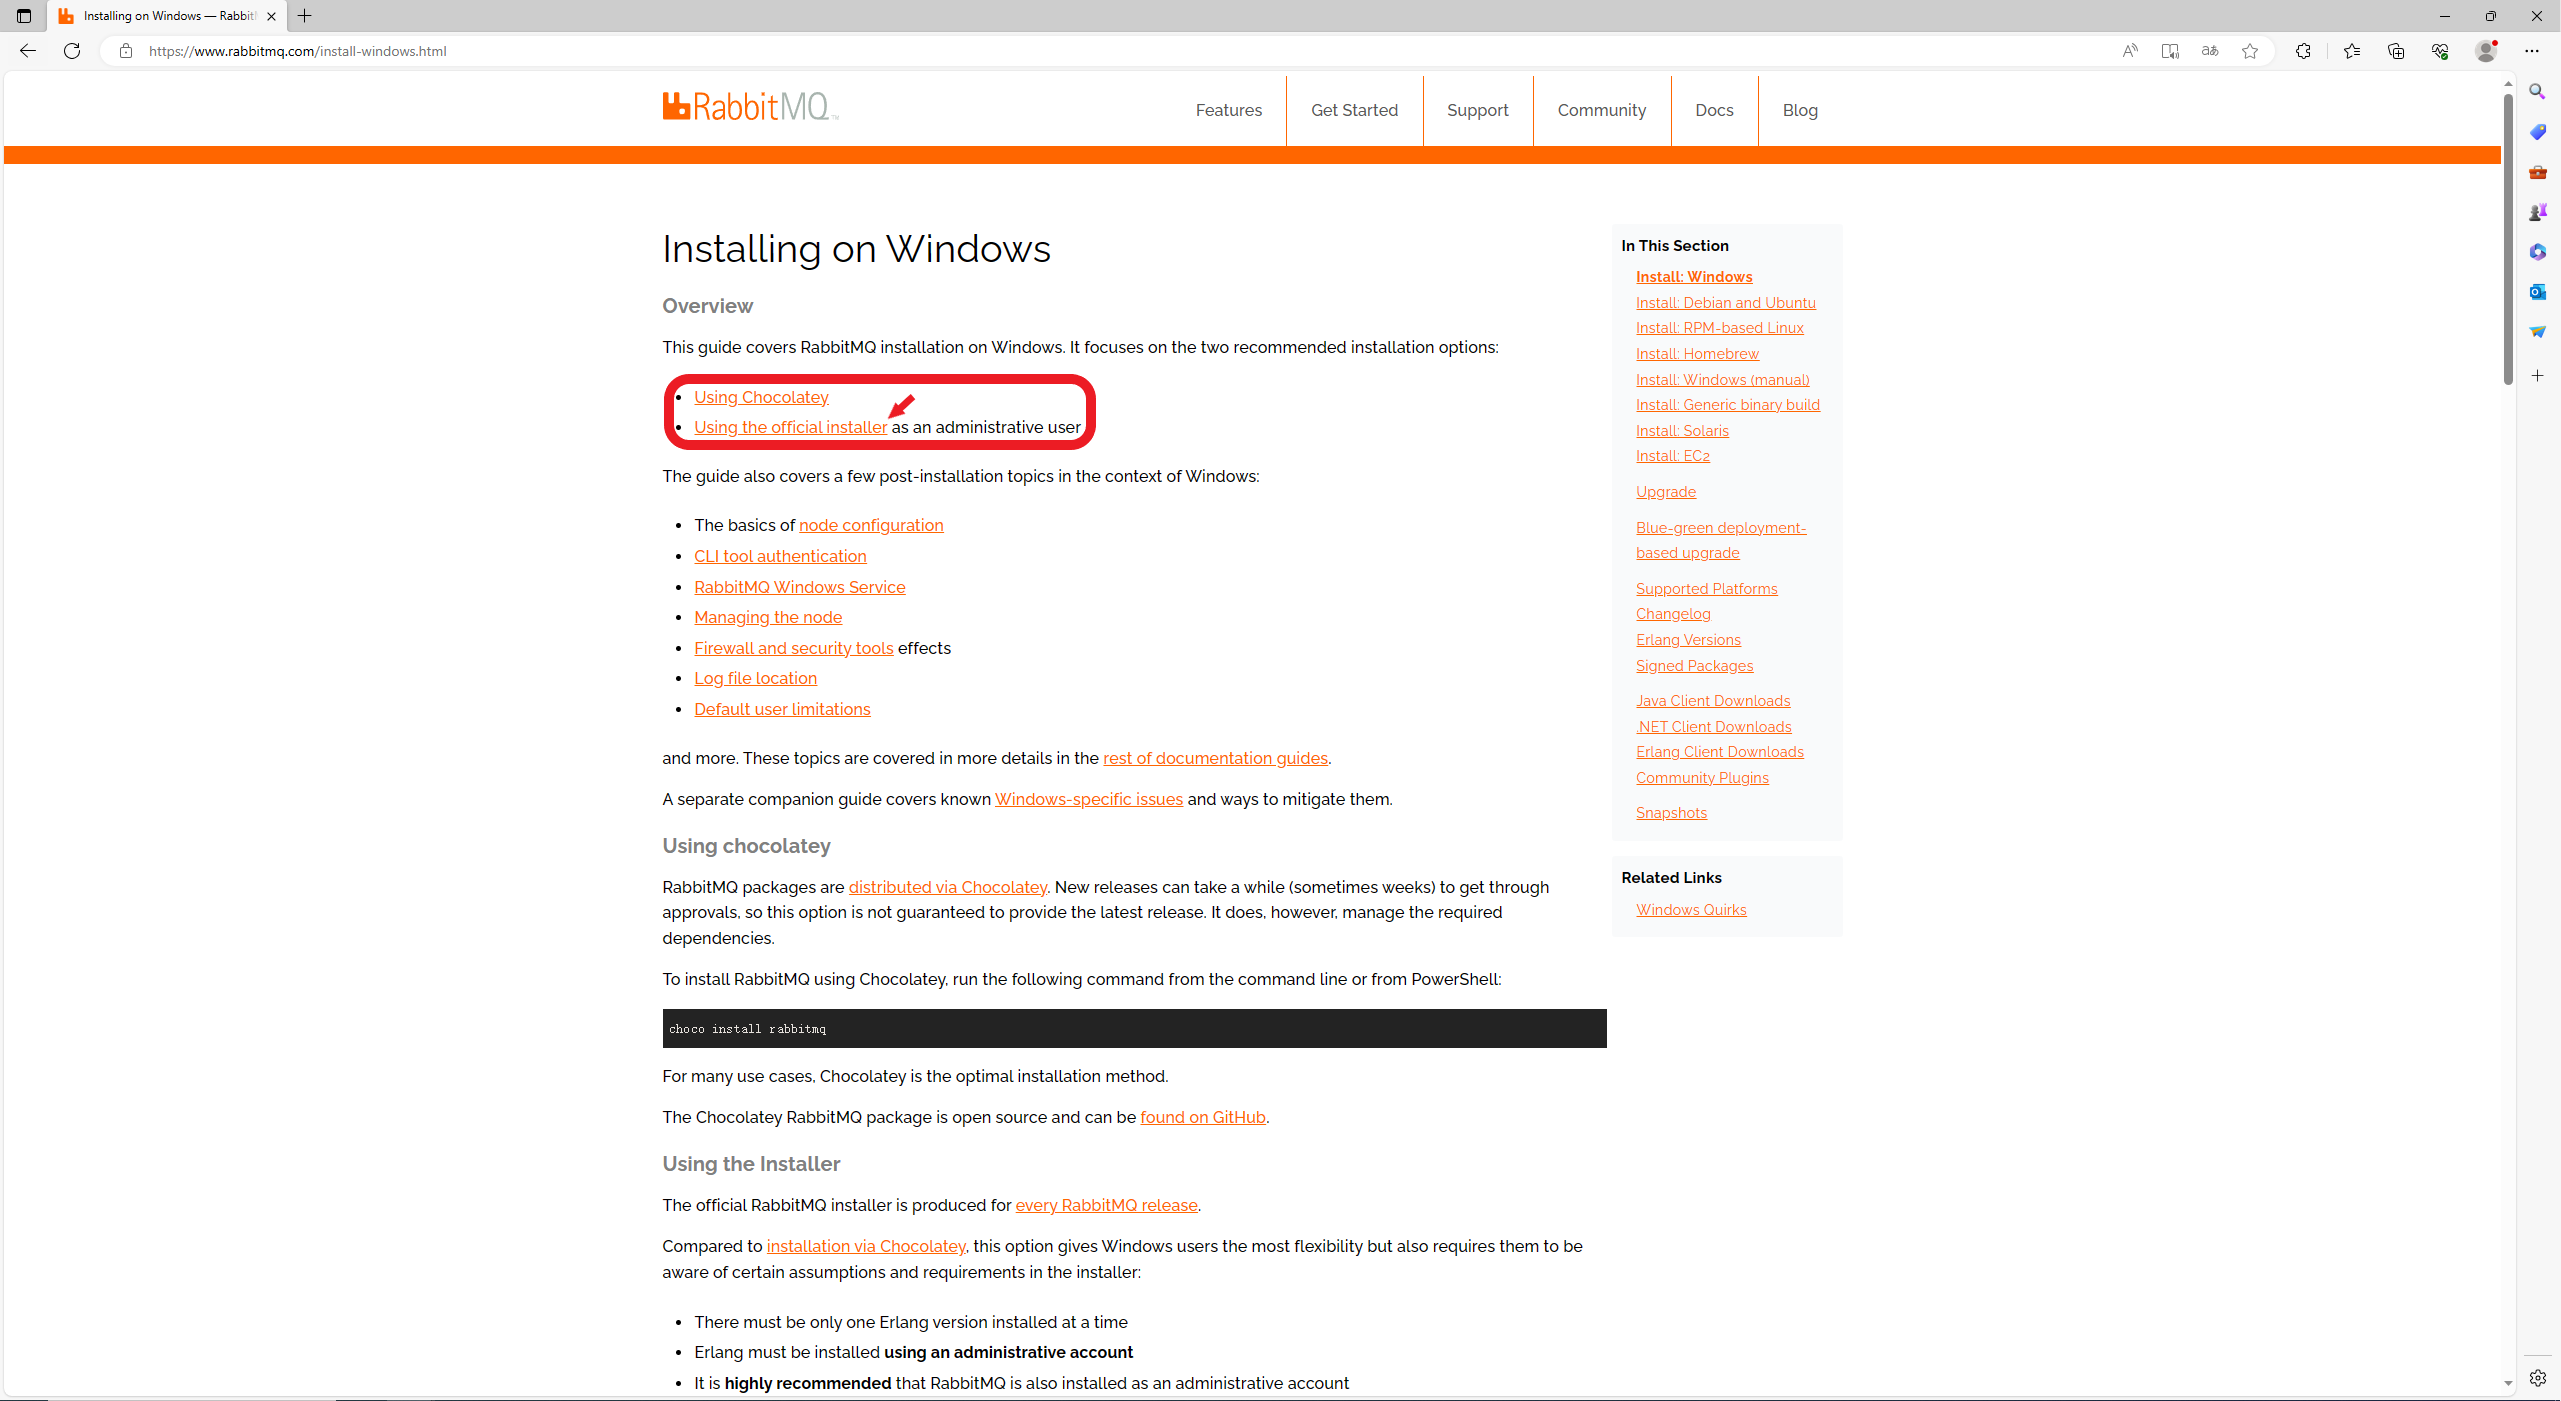 Installing on Windows — Rabbit
https://www.rabbitmq.com/install-windows.html
RabbitMQ
Features
Get Started
Support
Community
Docs
Blog
Installing on Windows
Overview
This guide covers RabbitMQ installation on Windows. It focuses on the two recommended installation options:
• Using Chocolatey
• Using the official installer as an administrative user
The guide also covers a few post-installation topics in the context of Windows:
• The basics of node configuration
• CLI tool authentication
• RabbitMQ Windows Service
• Managing the node
• Firewall and security tools effects
• Log file location
• Default user limitations
and more. These topics are covered in more details in the rest of documentation guides.
A separate companion guide covers known Windows-specific issues and ways to mitigate them.
Using chocolatey
RabbitMQ packages are distributed via Chocolatey. New releases can take a while (sometimes weeks) to get through
approvals, so this option is not guaranteed to provide the latest release. It does, however, manage the required
dependencies.
To install RabbitMQ using Chocolatey, run the following command from the command line or from PowerShell:
choco install rabbitmq
For many use cases, Chocolatey is the optimal installation method.
The Chocolatey RabbitMQ package is open source and can be found on GitHub.
Using the Installer
The official RabbitMQ installer is produced for every RabbitMQ release.
Compared to installation via Chocolatey, this option gives Windows users the most flexibility but also requires them to be
aware of certain assumptions and requirements in the installer:
• There must be only one Erlang version installed at a time
• Erlang must be installed using an administrative account
• It is highly recommended that RabbitMQ is also installed as an administrative account
In This Section
Install: Windows
Install: Debian and Ubuntu
Install: RPM-based Linux
Install: Homebrew
Install: Windows (manual)
Install: Generic binary build
Install: Solaris
Install: EC2
Upgrade
Blue-green deployment-
based upgrade
Supported Platforms
Changelog
Erlang Versions
Signed Packages
Java Client Downloads
.NET Client Downloads
Erlang Client Downloads
Community Plugins
Snapshots
Related Links
Windows Quirks